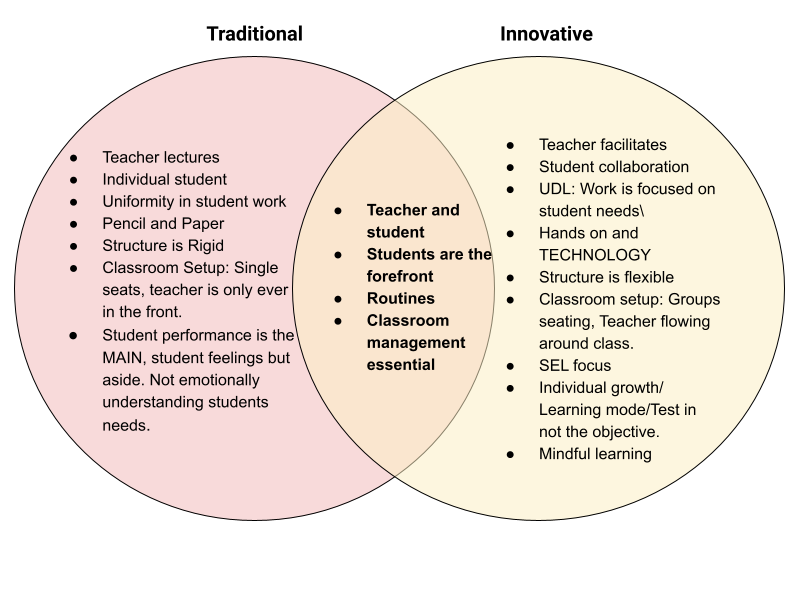 Traditional
Innovative
● Teacher lectures
● Individual student
● Uniformity in student work
● Pencil and Paper
● Structure is Rigid
● Classroom Setup: Single
seats, teacher is only ever
in the front.
● Student performance is the
MAIN, student feelings but
aside. Not emotionally
understanding students
needs.
● Teacher and
student
● Students are the
forefront
● Routines
● Classroom
management
essential
● Teacher facilitates
● Student collaboration
● UDL: Work is focused on
student needs\
● Hands on and
TECHNOLOGY
● Structure is flexible
● Classroom setup: Groups
seating, Teacher flowing
around class.
● SEL focus
● Individual growth/
Learning mode/Test in
not the objective.
● Mindful learning